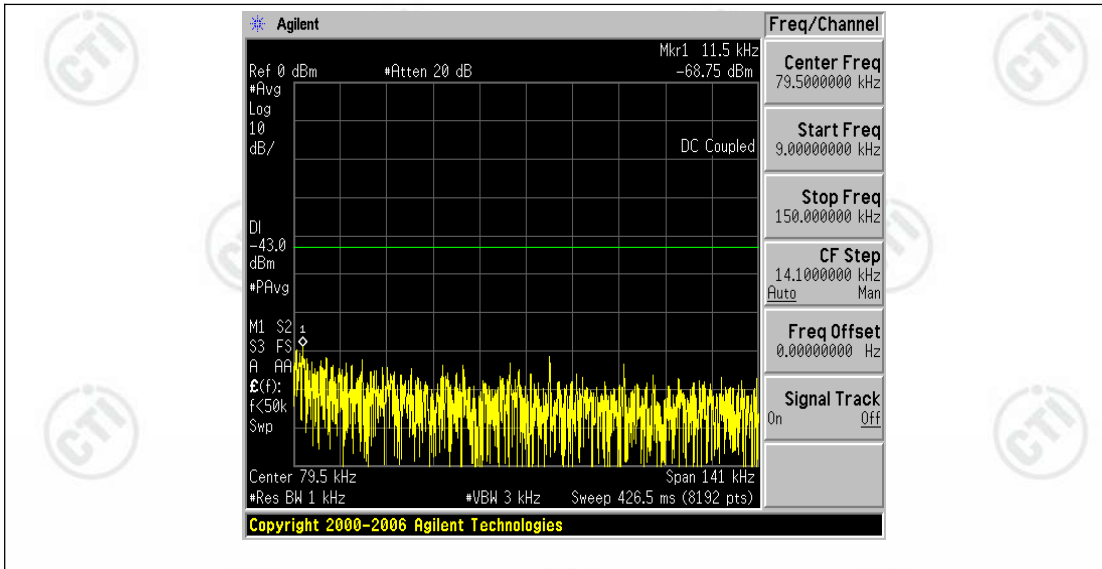 Agilent
Freq/Channel
Mkr1 11.5 kHz
Ref 0 dBm #Atten 20 dB -68.75 dBm
#Avg
Log
10
dB/
DC Coupled
DI
-43.0
dBm
#PAvg
M1 S2
S3 FS
A AA
£(f):
f<50k
Swp
1
Center 79.5 kHz Span 141 kHz
#Res BW 1 kHz #VBW 3 kHz Sweep 426.5 ms (8192 pts)
Copyright 2000-2006 Agilent Technologies
Center Freq
79.5000000 kHz
Start Freq
9.00000000 kHz
Stop Freq
150.000000 kHz
CF Step
14.1000000 kHz
Auto Man
Freq Offset
0.00000000 Hz
Signal Track
On Off
CTI
CTI
CTI
CTI